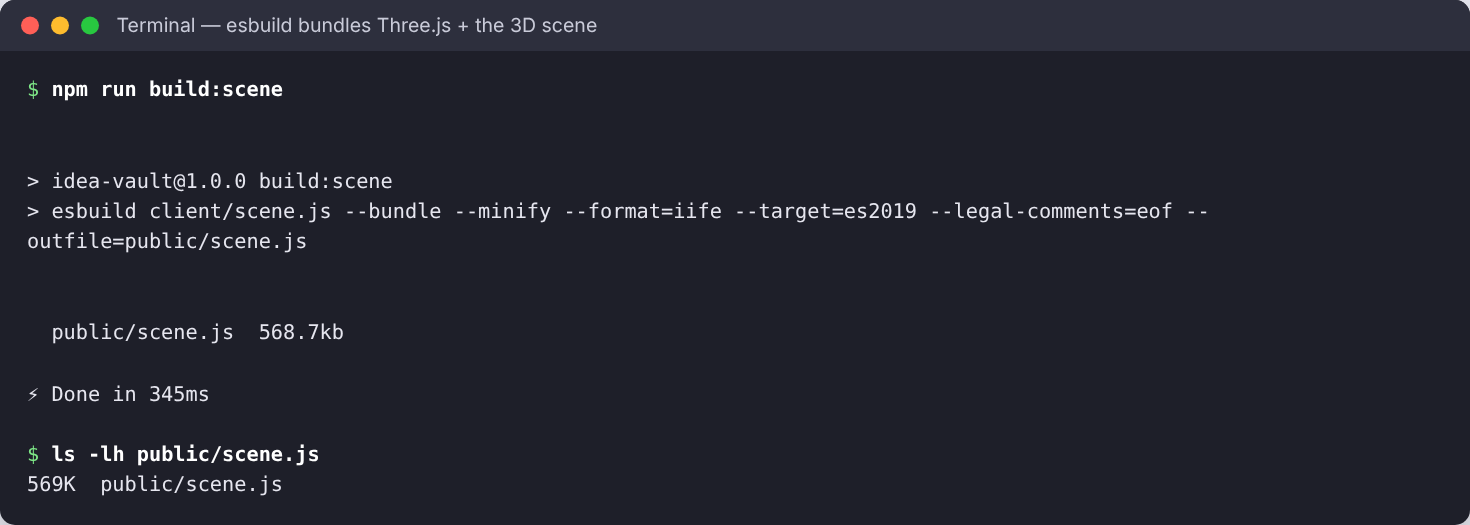 Terminal — esbuild bundles Three.js + the 3D scene
$ npm run build:scene
> idea-vault@1.0.0 build:scene
> esbuild client/scene.js --bundle --minify --format=iife --target=es2019 --legal-comments=eof --
outfile=public/scene.js
public/scene.js  568.7kb
⚡ Done in 345ms
$ ls -lh public/scene.js
569K  public/scene.js